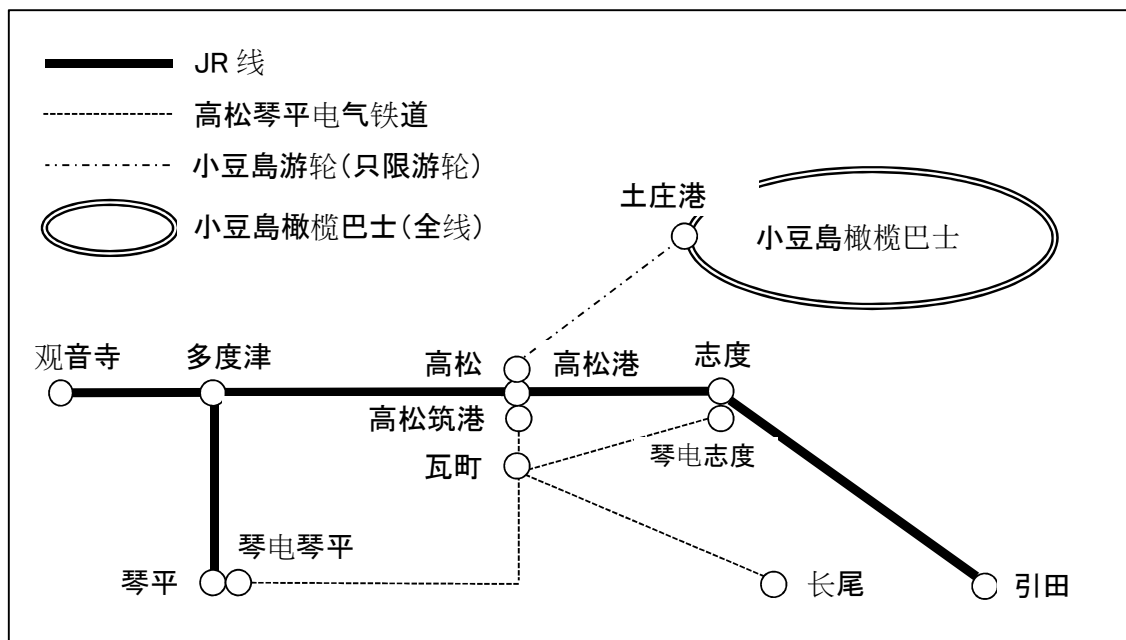 JR 线
高松琴平电气铁道
小豆島游轮(只限游轮)
小豆島橄榄巴士(全线)
土庄港
小豆島橄榄巴士
观音寺
多度津
高松
高松港
志度
高松筑港
瓦町
琴电志度
琴电琴平
琴平
长尾
引田